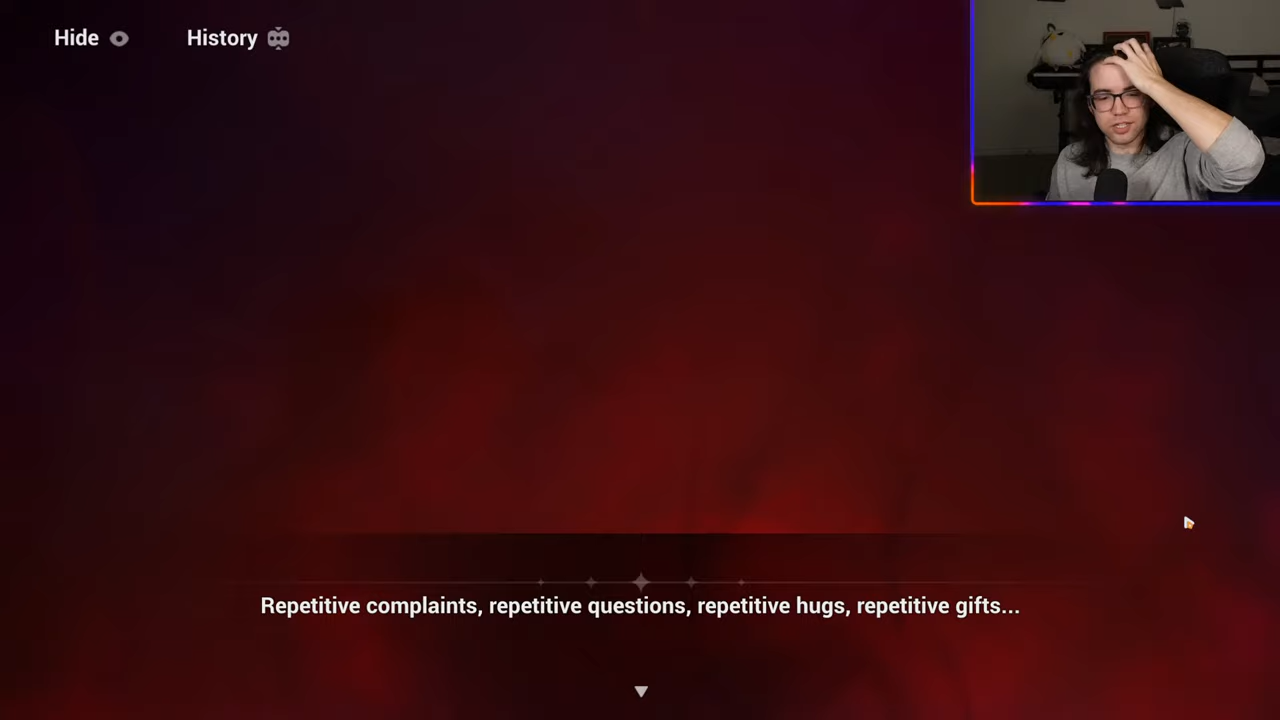 Hide
History
Repetitive complaints, repetitive questions, repetitive hugs, repetitive gifts...